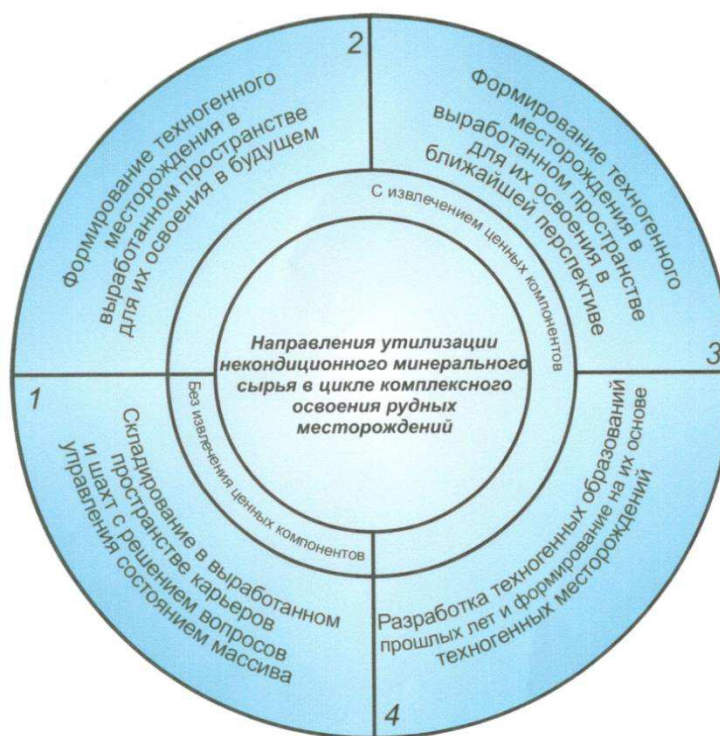 2
Формирование техногенного
месторождения в
выработанном пространстве
для их освоения в будущем
Формирование техногенного
месторождения в
выработанном пространстве
для их освоения в
ближайшей перспективе
3
С извлечением ценных компонентов
Направления утилизации
некондиционного минерального
сырья в цикле комплексного
освоения рудных
месторождений
Без извлечения ценных компонентов
1
Складирование в выработанном
пространстве карьеров
и шахт с решением вопросов
управления состоянием массива
Разработка техногенных образований
прошлых лет и формирование на их основе
техногенных месторождений
4